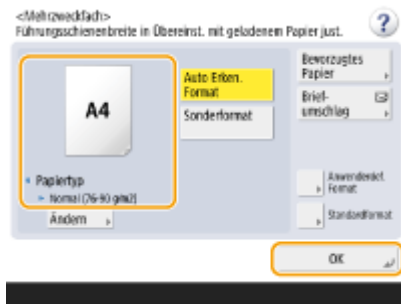 <Mehrzweckfach>
Führungsschienenbreite in Übereinst. mit geladenem Papier just.
?
A4
Auto Erken.
Format
Sonderformat
Bevorzugtes
Papier
Brief-
umschlag
Papiertyp
Normal (76-90 g/m2)
Ändern
Anwenderdef.
Format
Standardformat
OK